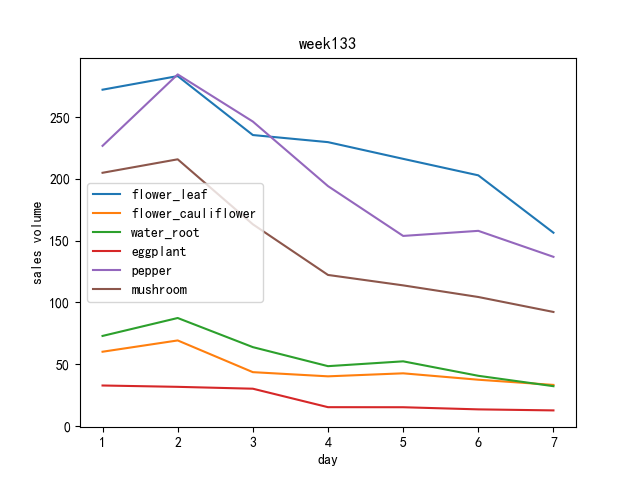 week133
sales volume
250
200
150
100
50
0
flower_leaf
flower_cauliflower
water_root
eggplant
pepper
mushroom
1 2 3 4 5 6 7
day